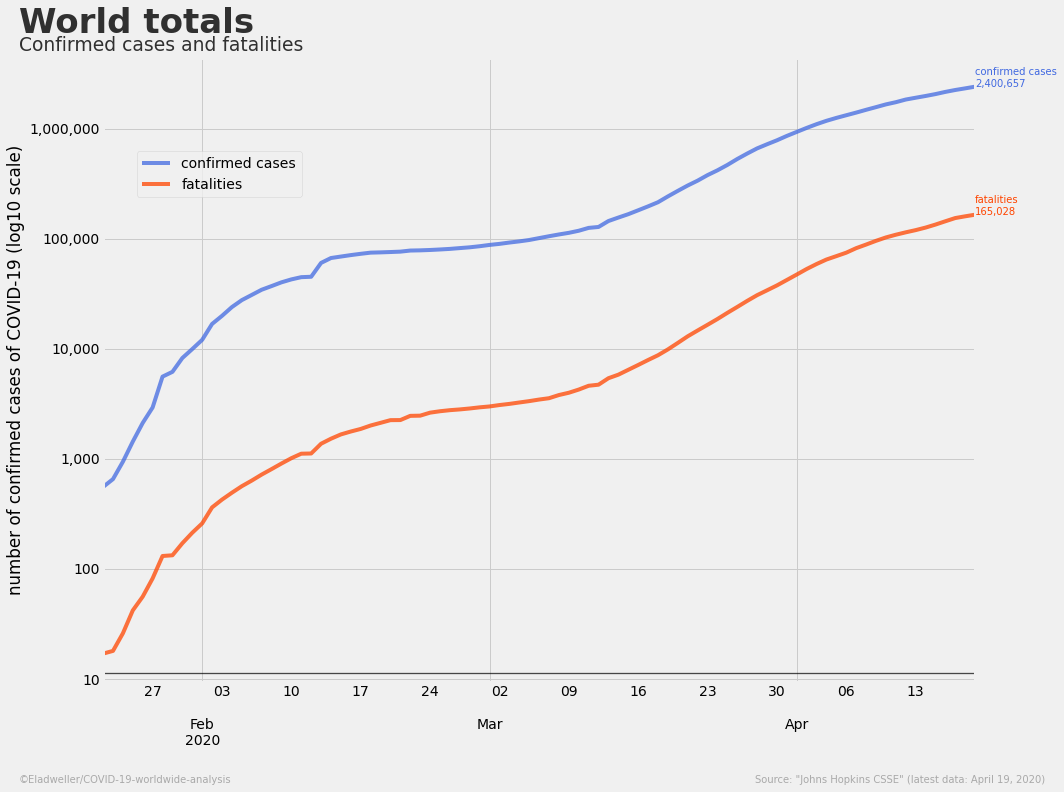 World totals
Confirmed cases and fatalities
number of confirmed cases of COVID-19 (log10 scale)
confirmed cases
2,400,657
1,000,000
confirmed cases
fatalities
fatalities
165,028
100,000
10,000
1,000
100
10
27 03 10 17 24 02 09 16 23 30 06 13
Feb Mar Apr
2020
©Eladweller/COVID-19-worldwide-analysis
Source: "Johns Hopkins CSSE" (latest data: April 19, 2020)